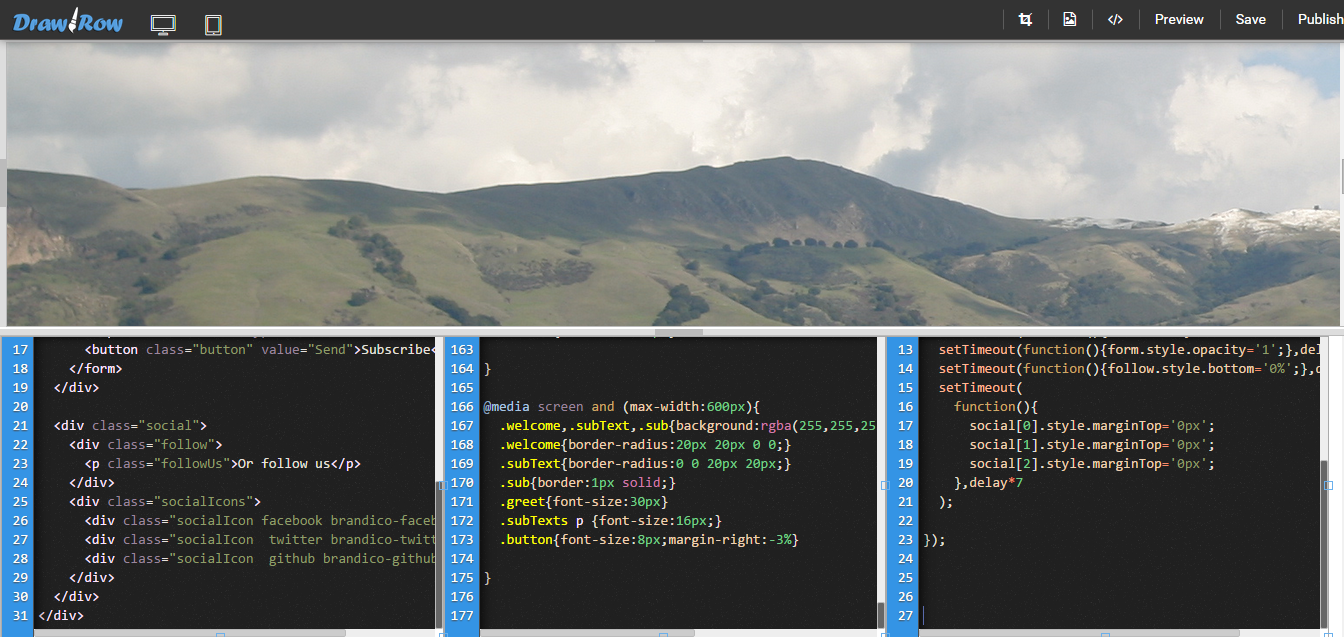 Draw Row
Preview
Save
Publish
17 <button class="button" value="Send">Subscribe<
18 </form>
19 </div>
20
21 <div class="social">
22 <div class="follow">
23 <p class="followUs">Or follow us</p>
24 </div>
25 <div class="socialIcons">
26 <div class="socialIcon facebook brandico-faceb
27 <div class="socialIcon  twitter brandico-twitt
28 <div class="socialIcon  github brandico-github
29 </div>
30 </div>
31 </div>
163
164 }
165
166 @media screen and (max-width:600px){
167 .welcome,.subText,.sub{background:rgba(255,255,25
168 .welcome{border-radius:20px 20px 0 0;}
169 .subText{border-radius:0 0 20px 20px;}
170 .sub{border:1px solid;}
171 .greet{font-size:30px}
172 .subTexts p {font-size:16px;}
173 .button{font-size:8px;margin-right:-3%}
174
175 }
176
177
13 setTimeout(function(){form.style.opacity='1';},del
14 setTimeout(function(){follow.style.bottom='0%';},d
15 setTimeout(
16 function(){
17 social[0].style.marginTop='0px';
18 social[1].style.marginTop='0px';
19 social[2].style.marginTop='0px';
20 },delay*7
21 );
22
23 });
24
25
26
27